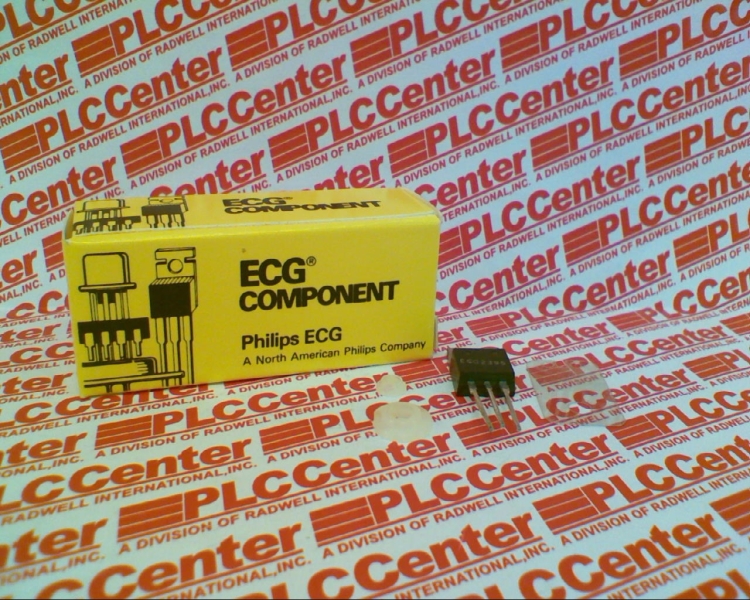 ECG®
COMPONENT
ECG®
COMPONENT
Philips ECG
A North American Philips Company
PLCCenter
A DIVISION OF RADWELL INTERNATIONAL, INC.